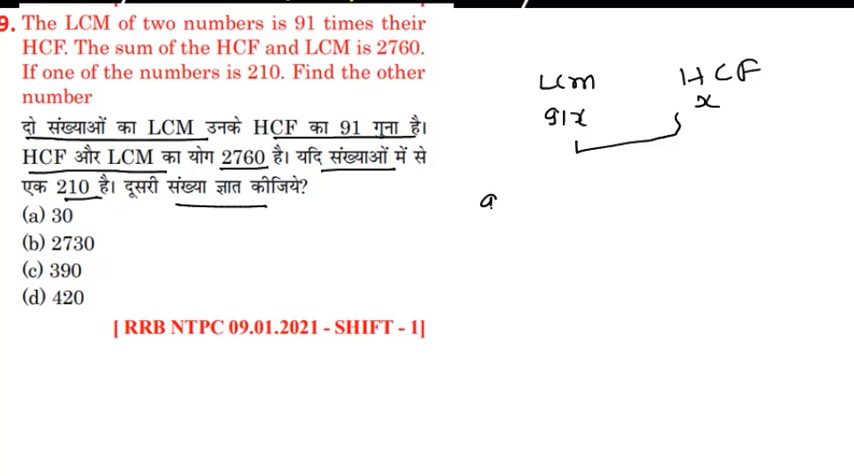 9. The LCM of two numbers is 91 times their
HCF. The sum of the HCF and LCM is 2760.
If one of the numbers is 210. Find the other
number
दो संख्याओं का LCM उनके HCF का 91 गुना है।
HCF और LCM का योग 2760 है। यदि संख्याओं में से
एक 210 है। दूसरी संख्या ज्ञात कीजिये?
(a) 30
(b) 2730
(c) 390
(d) 420
[ RRB NTPC 09.01.2021 - SHIFT - 1]
LCM HCF
91x x